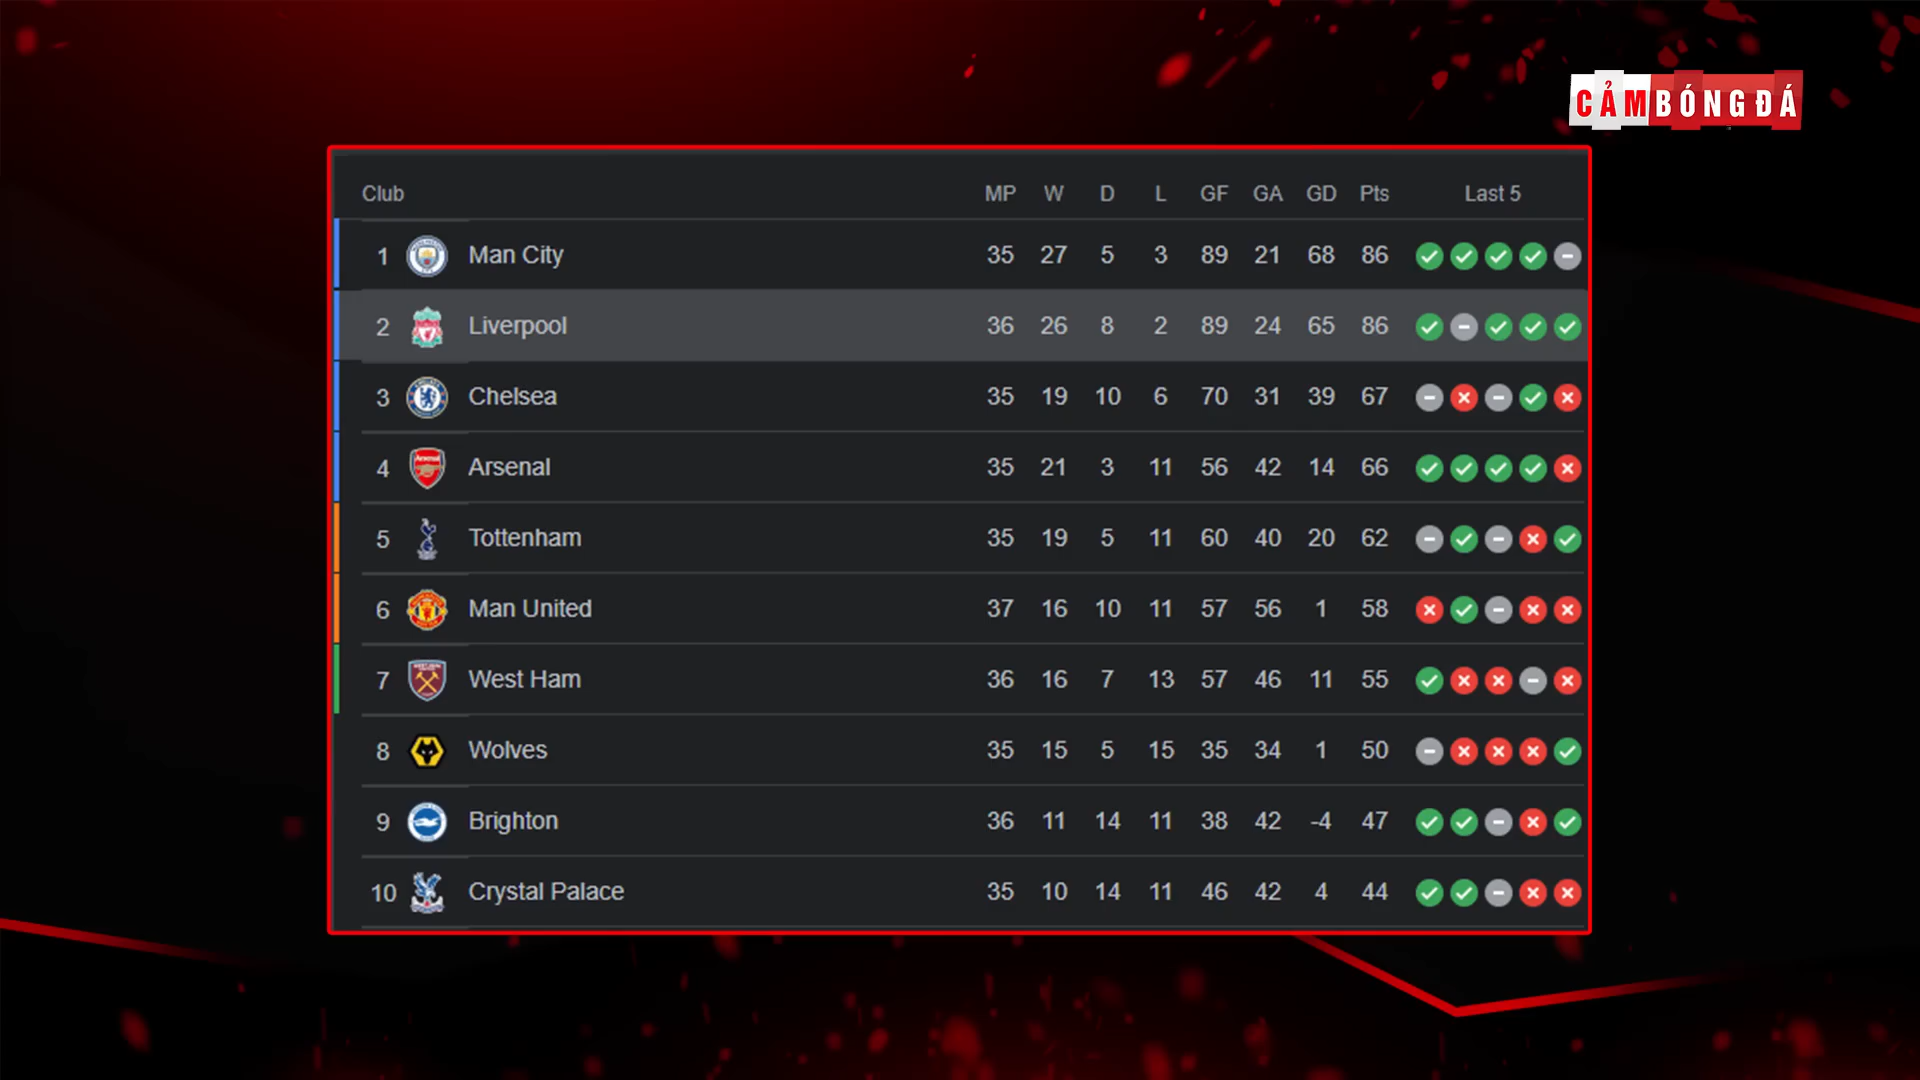 CẢMBÓNGĐÁ
Club MP W D L GF GA GD Pts Last 5
1 Man City 35 27 5 3 89 21 68 86
2 Liverpool 36 26 8 2 89 24 65 86
3 Chelsea 35 19 10 6 70 31 39 67
4 Arsenal 35 21 3 11 56 42 14 66
5 Tottenham 35 19 5 11 60 40 20 62
6 Man United 37 16 10 11 57 56 1 58
7 West Ham 36 16 7 13 57 46 11 55
8 Wolves 35 15 5 15 35 34 1 50
9 Brighton 36 11 14 11 38 42 -4 47
10 Crystal Palace 35 10 14 11 46 42 4 44